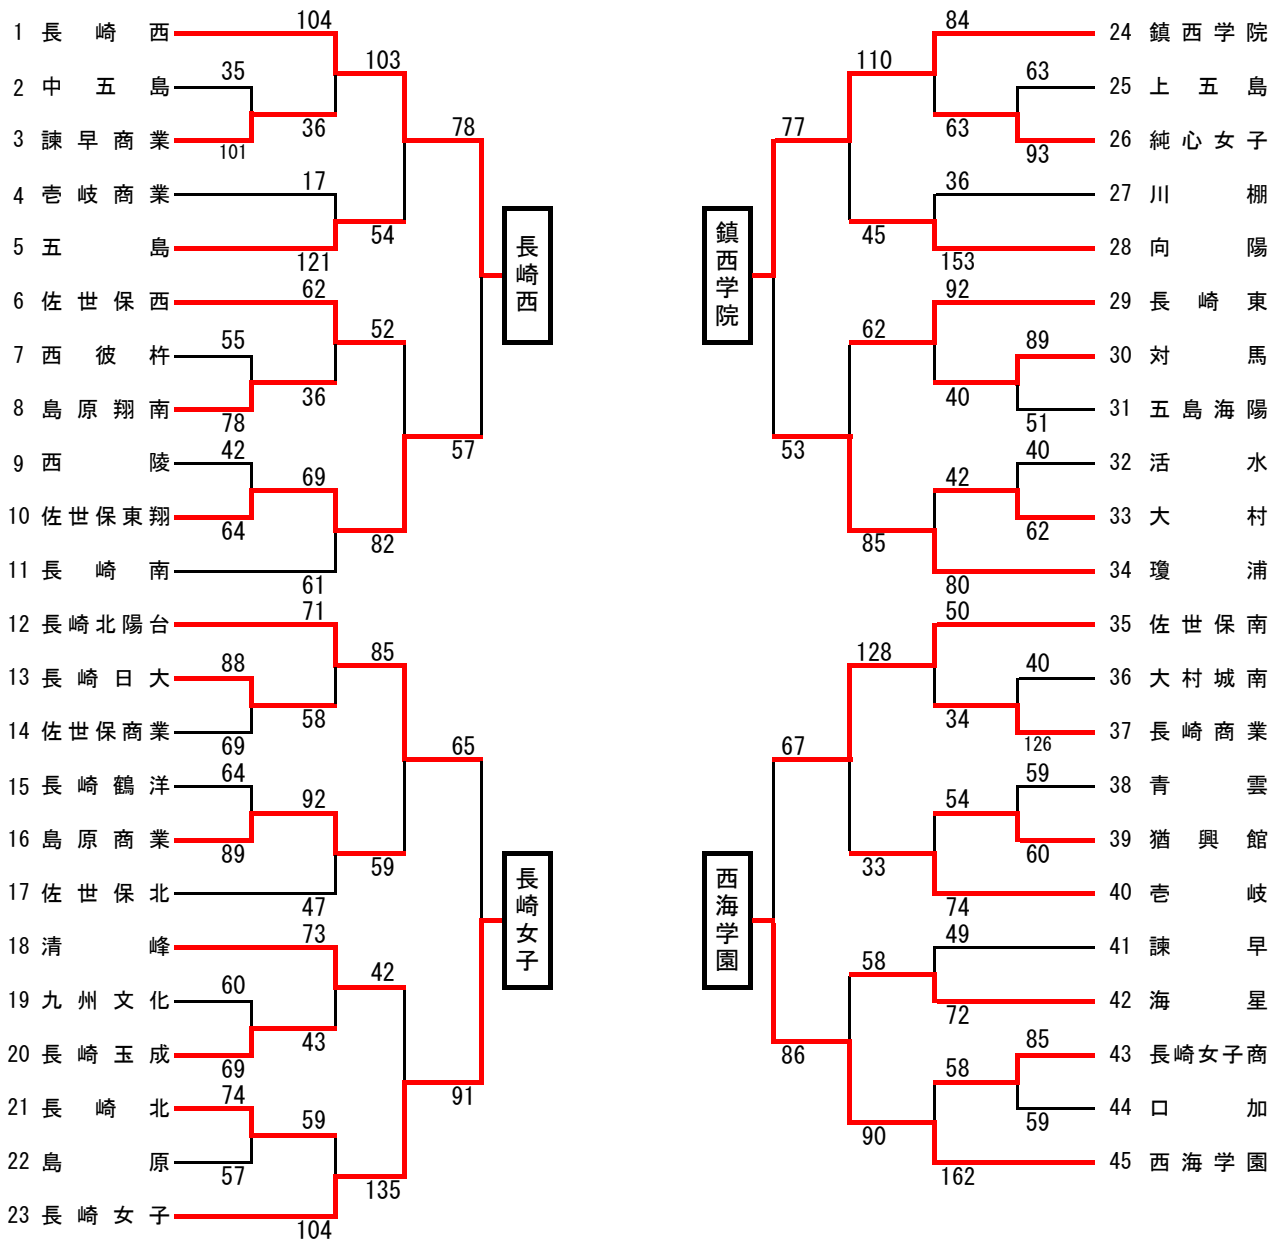 1 長崎西
2 中五島
3 諫早商業
4 壱岐商業
5 五島
6 佐世保西
7 西彼杵
8 島原翔南
9 西陵
10 佐世保東翔
11 長崎南
12 長崎北陽台
13 長崎日大
14 佐世保商業
15 長崎鶴洋
16 島原商業
17 佐世保北
18 清峰
19 九州文化
20 長崎玉成
21 長崎北
22 島原
23 長崎女子
35
101
55
78
42
64
88
69
64
89
60
69
74
57
104
36
17
121
62
36
69
61
71
58
92
47
73
43
59
104
103
54
52
82
85
59
42
135
78
57
65
91
長崎西
長崎女子
鎮西学院
西海学園
77
53
67
86
110
45
62
85
128
33
58
90
84
63
36
153
92
40
42
80
50
34
54
74
49
72
58
162
63
93
89
51
40
62
40
126
59
60
85
59
24 鎮西学院
25 上五島
26 純心女子
27 川棚
28 向陽
29 長崎東
30 対馬
31 五島海陽
32 活水
33 大村
34 瓊浦
35 佐世保南
36 大村城南
37 長崎商業
38 青雲
39 猶興館
40 壱岐
41 諫早
42 海星
43 長崎女子商
44 口加
45 西海学園